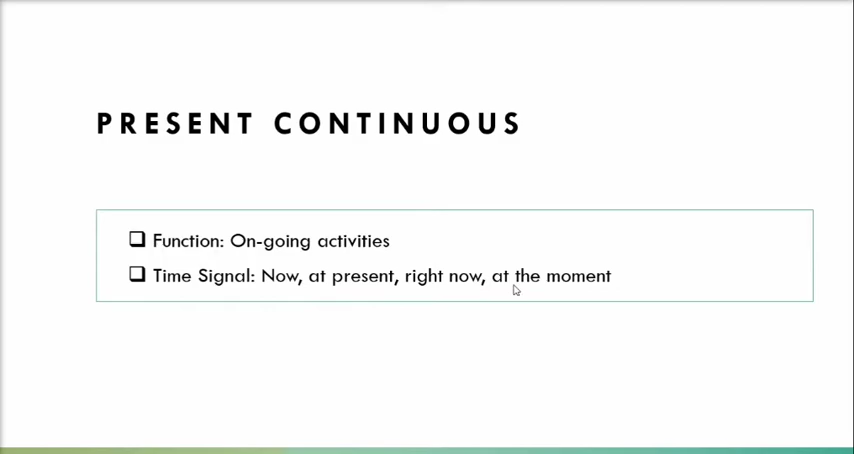 PRESENT CONTINUOUS
Function: On-going activities
Time Signal: Now, at present, right now, at the moment